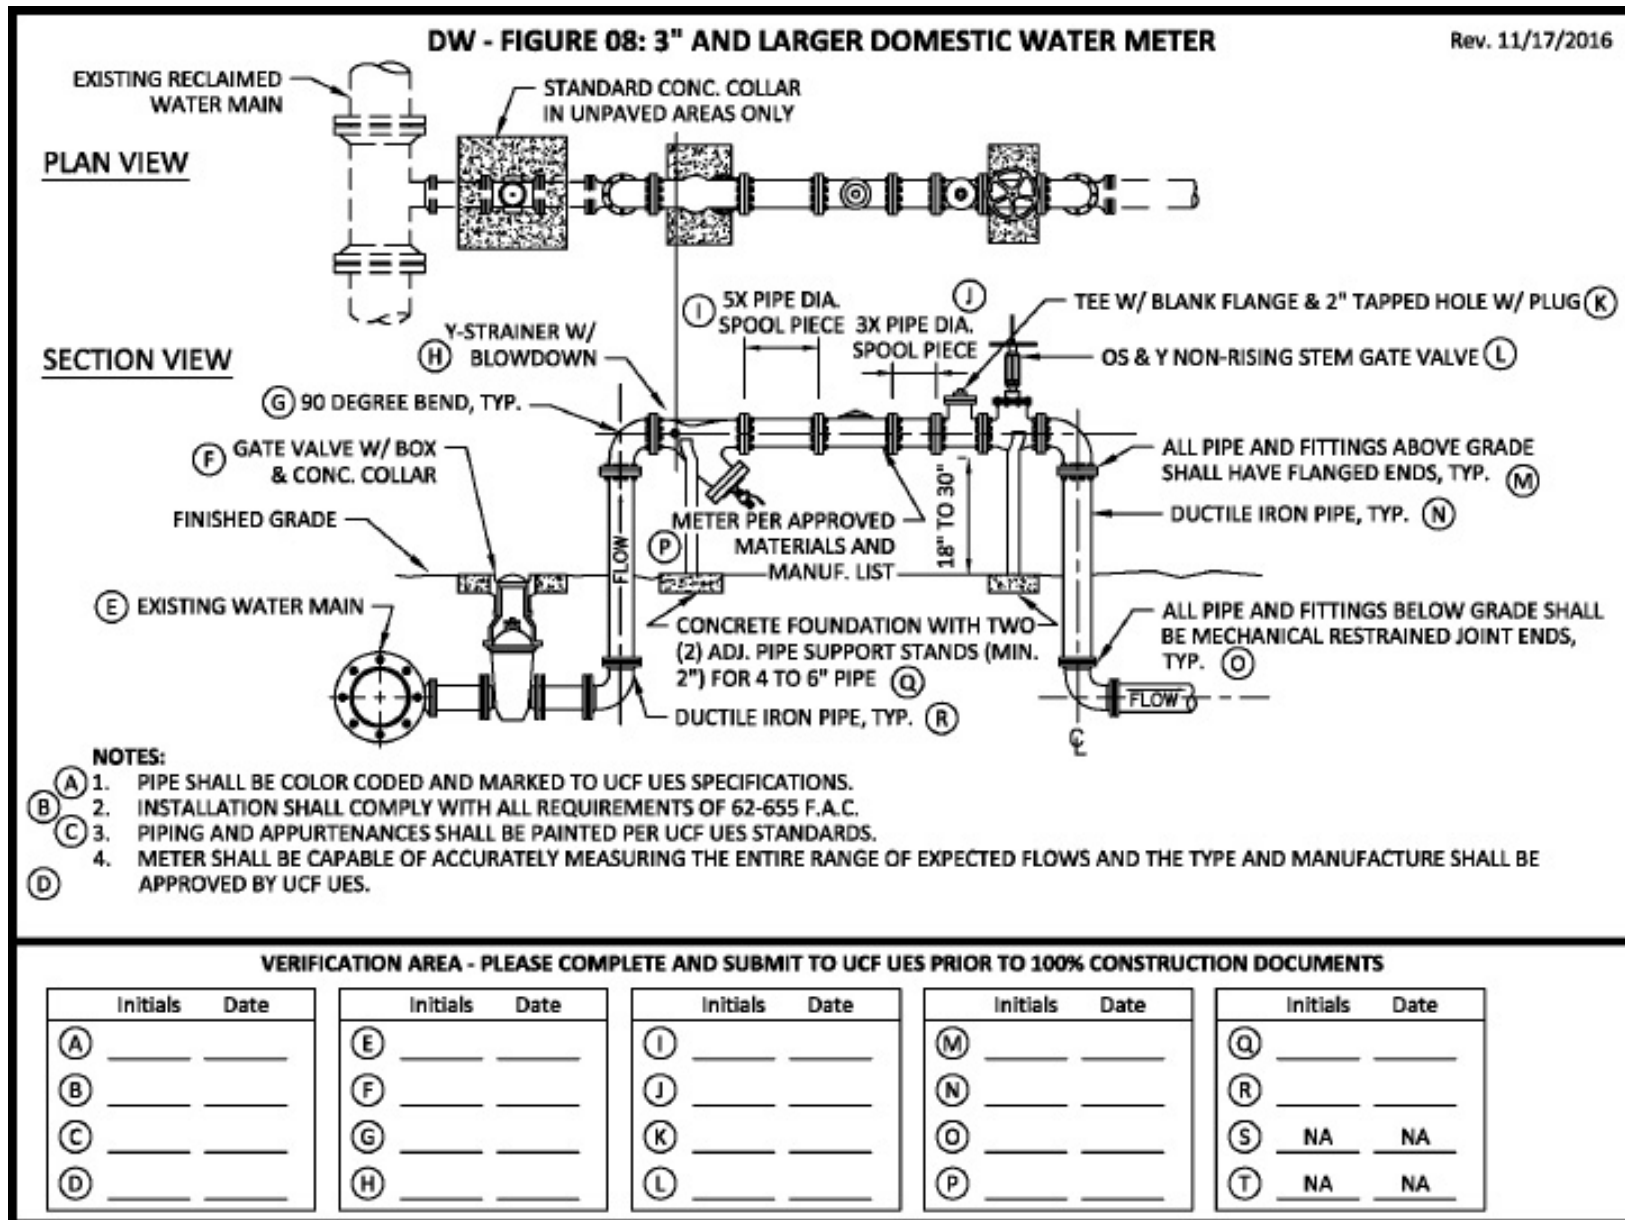 DW - FIGURE 08: 3" AND LARGER DOMESTIC WATER METER
Rev. 11/17/2016
EXISTING RECLAIMED
WATER MAIN
STANDARD CONC. COLLAR
IN UNPAVED AREAS ONLY
PLAN VIEW
SECTION VIEW
I 5X PIPE DIA.
SPOOL PIECE
J
3X PIPE DIA.
SPOOL PIECE
TEE W/ BLANK FLANGE & 2" TAPPED HOLE W/ PLUG K
Y-STRAINER W/
H BLOWDOWN
OS & Y NON-RISING STEM GATE VALVE L
G 90 DEGREE BEND, TYP.
F GATE VALVE W/ BOX
& CONC. COLLAR
ALL PIPE AND FITTINGS ABOVE GRADE
SHALL HAVE FLANGED ENDS, TYP. M
FINISHED GRADE
DUCTILE IRON PIPE, TYP. N
FLOW
P METER PER APPROVED
MATERIALS AND
MANUF. LIST
18" TO 30"
E EXISTING WATER MAIN
CONCRETE FOUNDATION WITH TWO
(2) ADJ. PIPE SUPPORT STANDS (MIN.
2") FOR 4 TO 6" PIPE Q
ALL PIPE AND FITTINGS BELOW GRADE SHALL
BE MECHANICAL RESTRAINED JOINT ENDS,
TYP. O
DUCTILE IRON PIPE, TYP. R
FLOW
℄
NOTES:
A 1. PIPE SHALL BE COLOR CODED AND MARKED TO UCF UES SPECIFICATIONS.
B 2. INSTALLATION SHALL COMPLY WITH ALL REQUIREMENTS OF 62-655 F.A.C.
C 3. PIPING AND APPURTENANCES SHALL BE PAINTED PER UCF UES STANDARDS.
4. METER SHALL BE CAPABLE OF ACCURATELY MEASURING THE ENTIRE RANGE OF EXPECTED FLOWS AND THE TYPE AND MANUFACTURE SHALL BE
D APPROVED BY UCF UES.
VERIFICATION AREA - PLEASE COMPLETE AND SUBMIT TO UCF UES PRIOR TO 100% CONSTRUCTION DOCUMENTS
Initials Date
A
B
C
D
Initials Date
E
F
G
H
Initials Date
I
J
K
L
Initials Date
M
N
O
P
Initials Date
Q
R
S NA NA
T NA NA